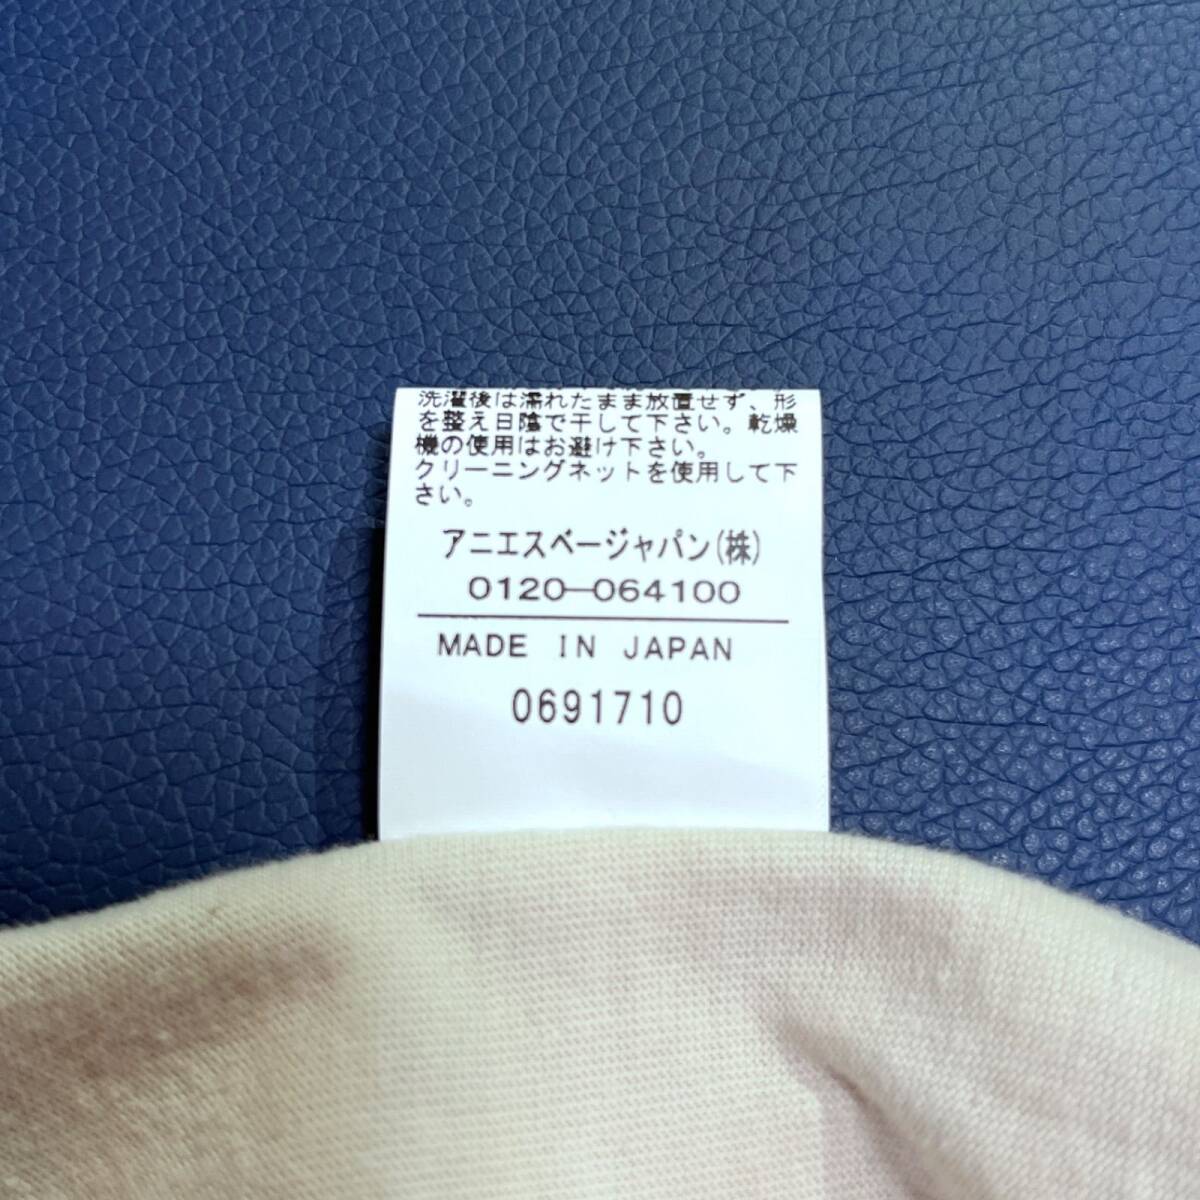 洗濯後は濡れたまま放置せず、形
を整え日陰で干して下さい。乾燥
機の使用はお避け下さい。
クリーニングネットを使用して下
さい。
アニエスベージャパン(株)
0120-064100
MADE IN JAPAN
0691710